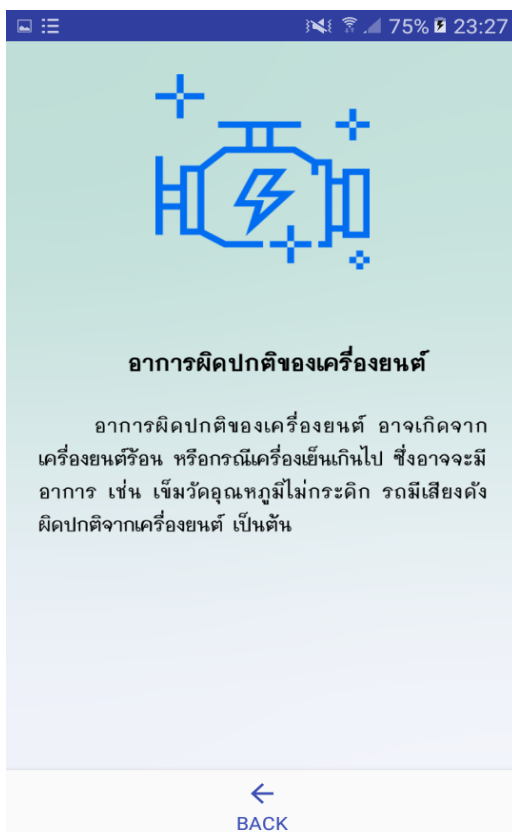 75% 23:27
อาการผิดปกติของเครื่องยนต์
อาการผิดปกติของเครื่องยนต์ อาจเกิดจาก
เครื่องยนต์ร้อน หรือกรณีเครื่องเย็นเกินไป ซึ่งอาจจะมี
อาการ เช่น เข็มวัดอุณหภูมิไม่กระดิก รถมีเสียงดัง
ผิดปกติจากเครื่องยนต์ เป็นต้น
BACK